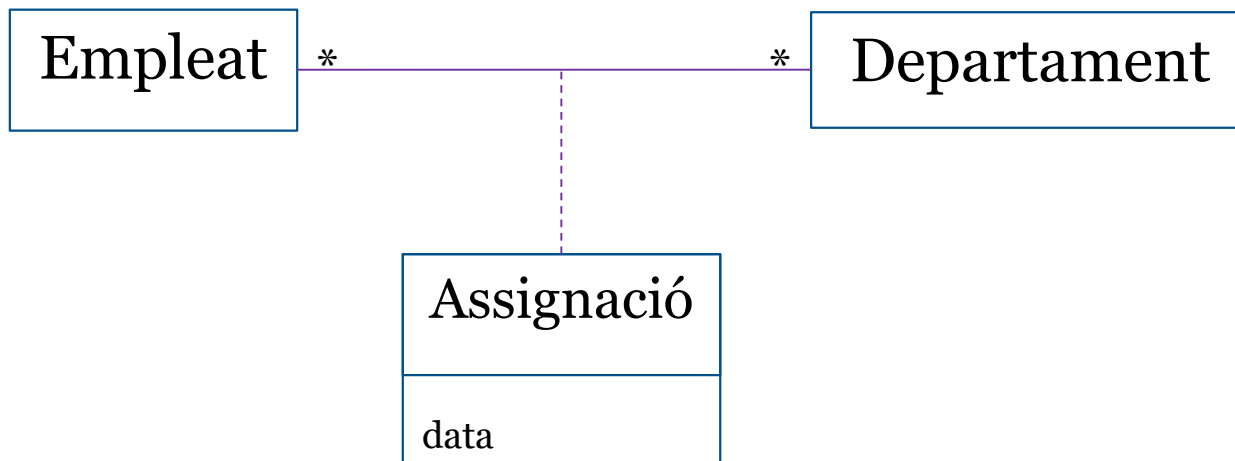 Empleat
*
*
Departament
Assignació
data